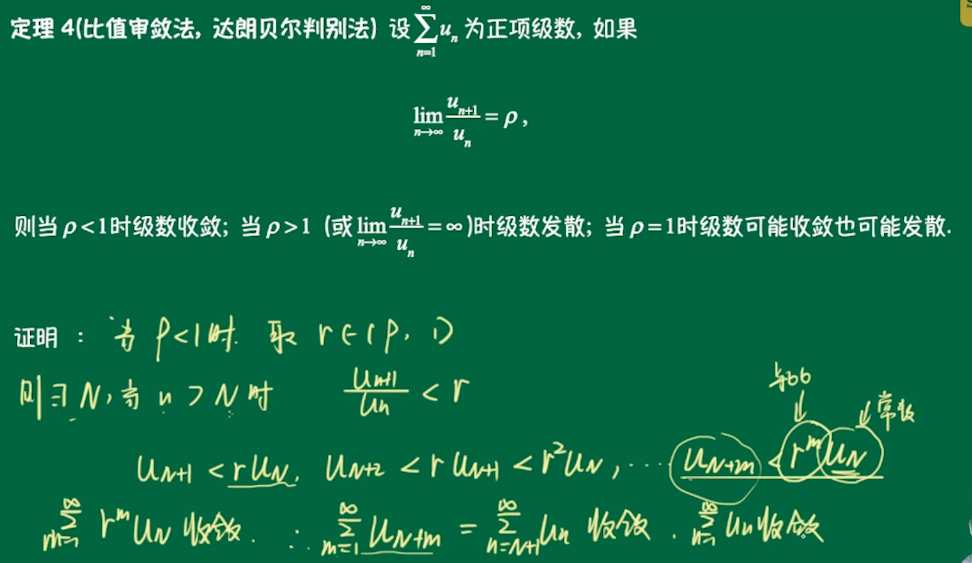 定理 4(比值审敛法, 达朗贝尔判别法) 设 $\sum_{n=1}^{\infty} u_n$ 为正项级数, 如果
$\lim_{n\to\infty} \frac{u_{n+1}}{u_n} = \rho$ ,
则当 $\rho<1$ 时级数收敛; 当 $\rho>1$ (或 $\lim_{n\to\infty} \frac{u_{n+1}}{u_n} = \infty$)时级数发散; 当 $\rho=1$ 时级数可能收敛也可能发散.
证明 : 当 $\rho<1$ 时. 取 $r \in (\rho, 1)$
则 $\exists N$, 当 $n > N$ 时 $\frac{u_{n+1}}{u_n} < r$
常数
$u_{N+1} < r u_N, u_{N+2} < r u_{N+1} < r^2 u_N, \cdots u_{N+m} < r^m u_N$
$\sum_{m=1}^{\infty} r^m u_N$ 收敛. $\therefore \sum_{m=1}^{\infty} u_{N+m} = \sum_{n=N+1}^{\infty} u_n$ 收敛. $\sum_{n=1}^{\infty} u_n$ 收敛